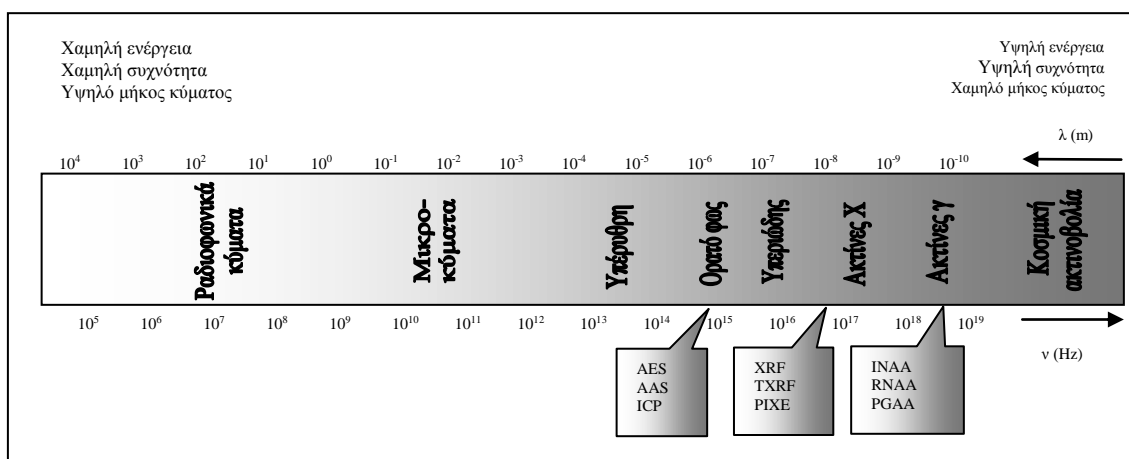 Χαμηλή ενέργεια
Χαμηλή συχνότητα
Υψηλό μήκος κύματος
Υψηλή ενέργεια
Υψηλή συχνότητα
Χαμηλό μήκος κύματος
λ (m)
10⁴ 10³ 10² 10¹ 10⁰ 10⁻¹ 10⁻² 10⁻³ 10⁻⁴ 10⁻⁵ 10⁻⁶ 10⁻⁷ 10⁻⁸ 10⁻⁹ 10⁻¹⁰
Ραδιοφωνικά
κύματα
Μικρο-
κύματα
Υπέρυθρη
Ορατό φως
Υπεριώδης
Ακτίνες Χ
Ακτίνες γ
Κοσμική
ακτινοβολία
10⁵ 10⁶ 10⁷ 10⁸ 10⁹ 10¹⁰ 10¹¹ 10¹² 10¹³ 10¹⁴ 10¹⁵ 10¹⁶ 10¹⁷ 10¹⁸ 10¹⁹
ν (Hz)
AES
AAS
ICP
XRF
TXRF
PIXE
INAA
RNAA
PGAA